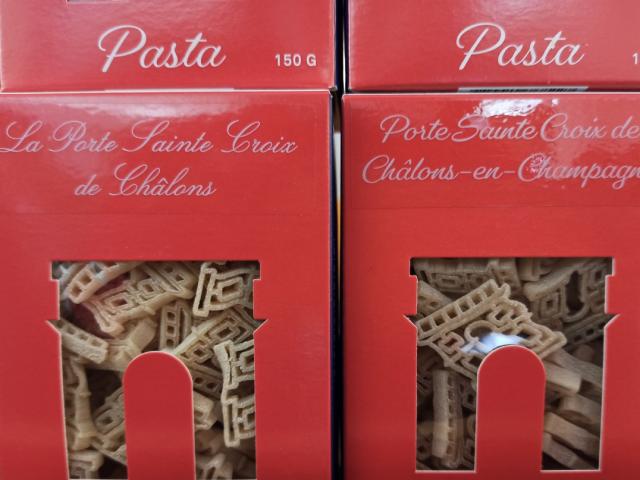 Pasta
150 G
Pasta
La Porte Sainte Croix
de Châlons
Porte Sainte Croix de
Châlons-en-Champagn